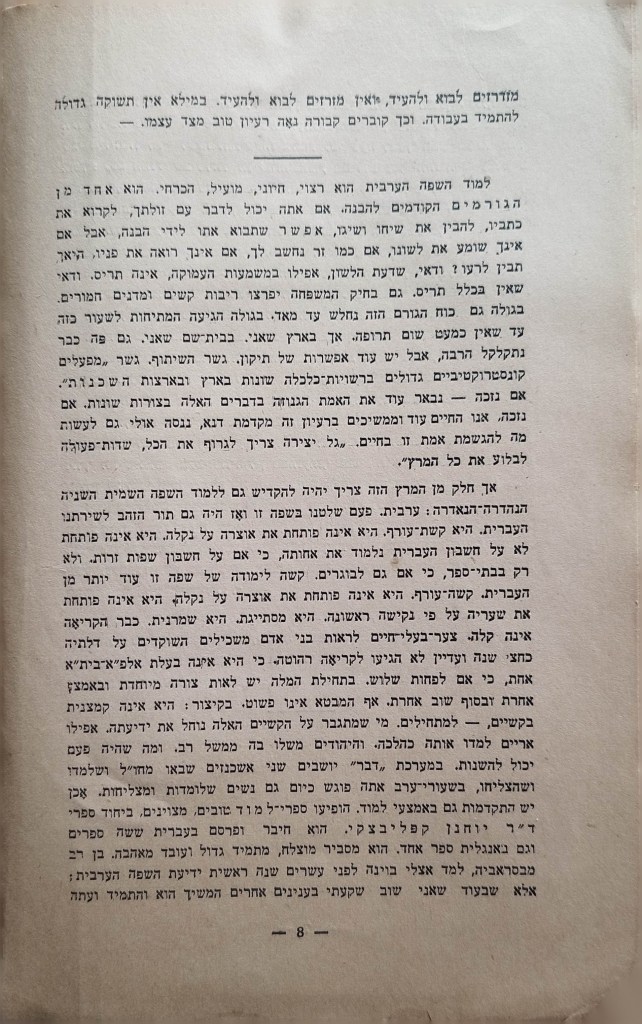 מזדרזים לבוא ולהעיד, ואין מזרזים לבוא ולהעיד. במילא אין תשוקה גדולה
להתמיד בעבודה. וכך קוברים קבורה נאָה רעיון טוב מצד עצמו. —
למוד השפה הערבית הוא רצוי, חיוני, מועיל, הכרחי. הוא אחד מן
הגורמים הקודמים להבנה. אם אתה יכול לדבר עם זולתך, לקרוא את
כתביו, להבין את שיחו ושיגו, אפשר שתבוא אתו לידי הבנה, אבל אם
אינך שומע את לשונו, אם כמו זר נחשב לך, אם אינך רואה את פניו, היאך
תבין לרעו? ודאי, שדעת הלשון, אפילו במשמעות העמוקה, אינה תריס. ודאי
שאין בכלל תריס. גם בחיק המשפחה יפרצו ריבות קשים ומדנים חמורים.
בגולה גם כוח הגורם הזה נחלש עד מאד. בגולה הגיעה המתיחות לשעור כזה
עד שאין כמעט שום תרופה. אך בארץ שאני. בבית־שם שאני. גם פה כבר
נתקלקל הרבה, אבל יש עוד אפשרות של תיקון. גשר השיתוף. גשר „מפעלים
קונסטרוקטיביים גדולים ברשויות־כלכלה שונות בארץ ובארצות השכנות”.
אם נזכה — נבאר עוד את האמת הגנוזה בדברים האלה בצורות שונות. אם
נזכה, אנו החיים עוד וממשיכים ברעיון זה מקדמת דנא, ננסה אולי גם לעשות
מה להגשמת אמת זו בחיים. „גל יצירה צריך לגרוף את הכל, שדות־פעולה
לבלוע את כל המרץ”.
אך חלק מן המרץ הזה צריך יהיה להקדיש גם ללמוד השפה השמית השניה
הנהדרה־הנאדרה: ערבית. פעם שלטנו בשפה זו ואז היה גם תור הזהב לשירתנו
העברית. היא קשת־עורף. היא אינה פותחת את אוצרה על נקלה. היא אינה פותחת
לא על חשבון העברית נלמוד את אחותה, כי אם על חשבון שפות זרות. ולא
רק בבתי־ספר, כי אם גם לבוגרים. קשה לימודה של שפה זו עוד יותר מן
העברית. קשה־עורף. היא אינה פותחת את אוצרה על נקלה, היא אינה פותחת
את שעריה על פי נקישה ראשונה. היא מסתייגת. היא שמרנית. כבר הקריאָה
אינה קלה. צער־בעלי־חיים לראות בני אדם משכילים השוקדים על דלתיה
כחצי שנה ועדיין לא הגיעו לקריאָה רהוטה. כי היא אינה בעלת אלפ״א־בית״א
אחת, כי אם לפחות שלוש. בתחילת המלה יש לאות צורה מיוחדת ובאמצע
אחרת ובסוף שוב אחרת. אף המבטא אינו פשוט. בקיצור: היא אינה קמצנית
בקשיים, — למתחילים. מי שמתגבר על הקשיים האלה נוחל את ידיעתה. אפילו
אריים למדו אותה כהלכה. והיהודים משלו בה ממשל רב. ומה שהיה פעם
יכול להשנות. במערכת „דבר” יושבים שני אשכנזים שבאו מחו״ל ושלמדו
ושהצליחו, בשעורי־ערב אתה פוגש כיום גם נשים שלומדות ומצליחות. אָכן
יש התקדמות גם באמצעי למוד. הופיעו ספרי־למוד טובים, מצוינים, ביחוד ספרי
ד״ר יוחנן קפליבצקי. הוא חיבר ופרסם בעברית ששה ספרים
וגם באנגלית ספר אחד. הוא מסביר מוצלח, מתמיד גדול ועובד מאהבה. בן רב
מבסראביה, למד אצלי בוינה לפני עשרים שנה ראשית ידיעת השפה הערבית;
אלא שבעוד שאני שוב שקעתי בענינים אחרים המשיך הוא והתמיד ועתה
— 8 —